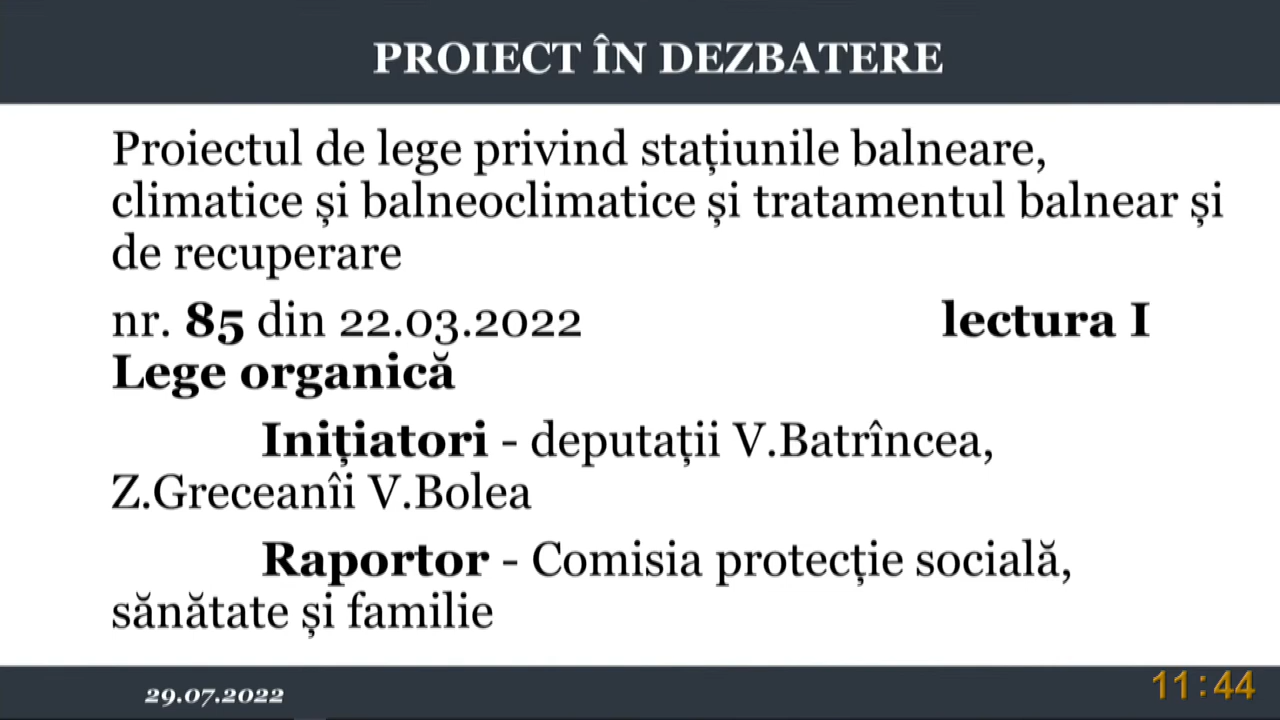 PROIECT ÎN DEZBATERE
Proiectul de lege privind stațiunile balneare,
climatice și balneoclimatice și tratamentul balnear și
de recuperare
nr. 85 din 22.03.2022 lectura I
Lege organică
Inițiatori - deputații V.Batrîncea,
Z.Greceanîi V.Bolea
Raportor - Comisia protecție socială,
sănătate și familie
29.07.2022 11:44